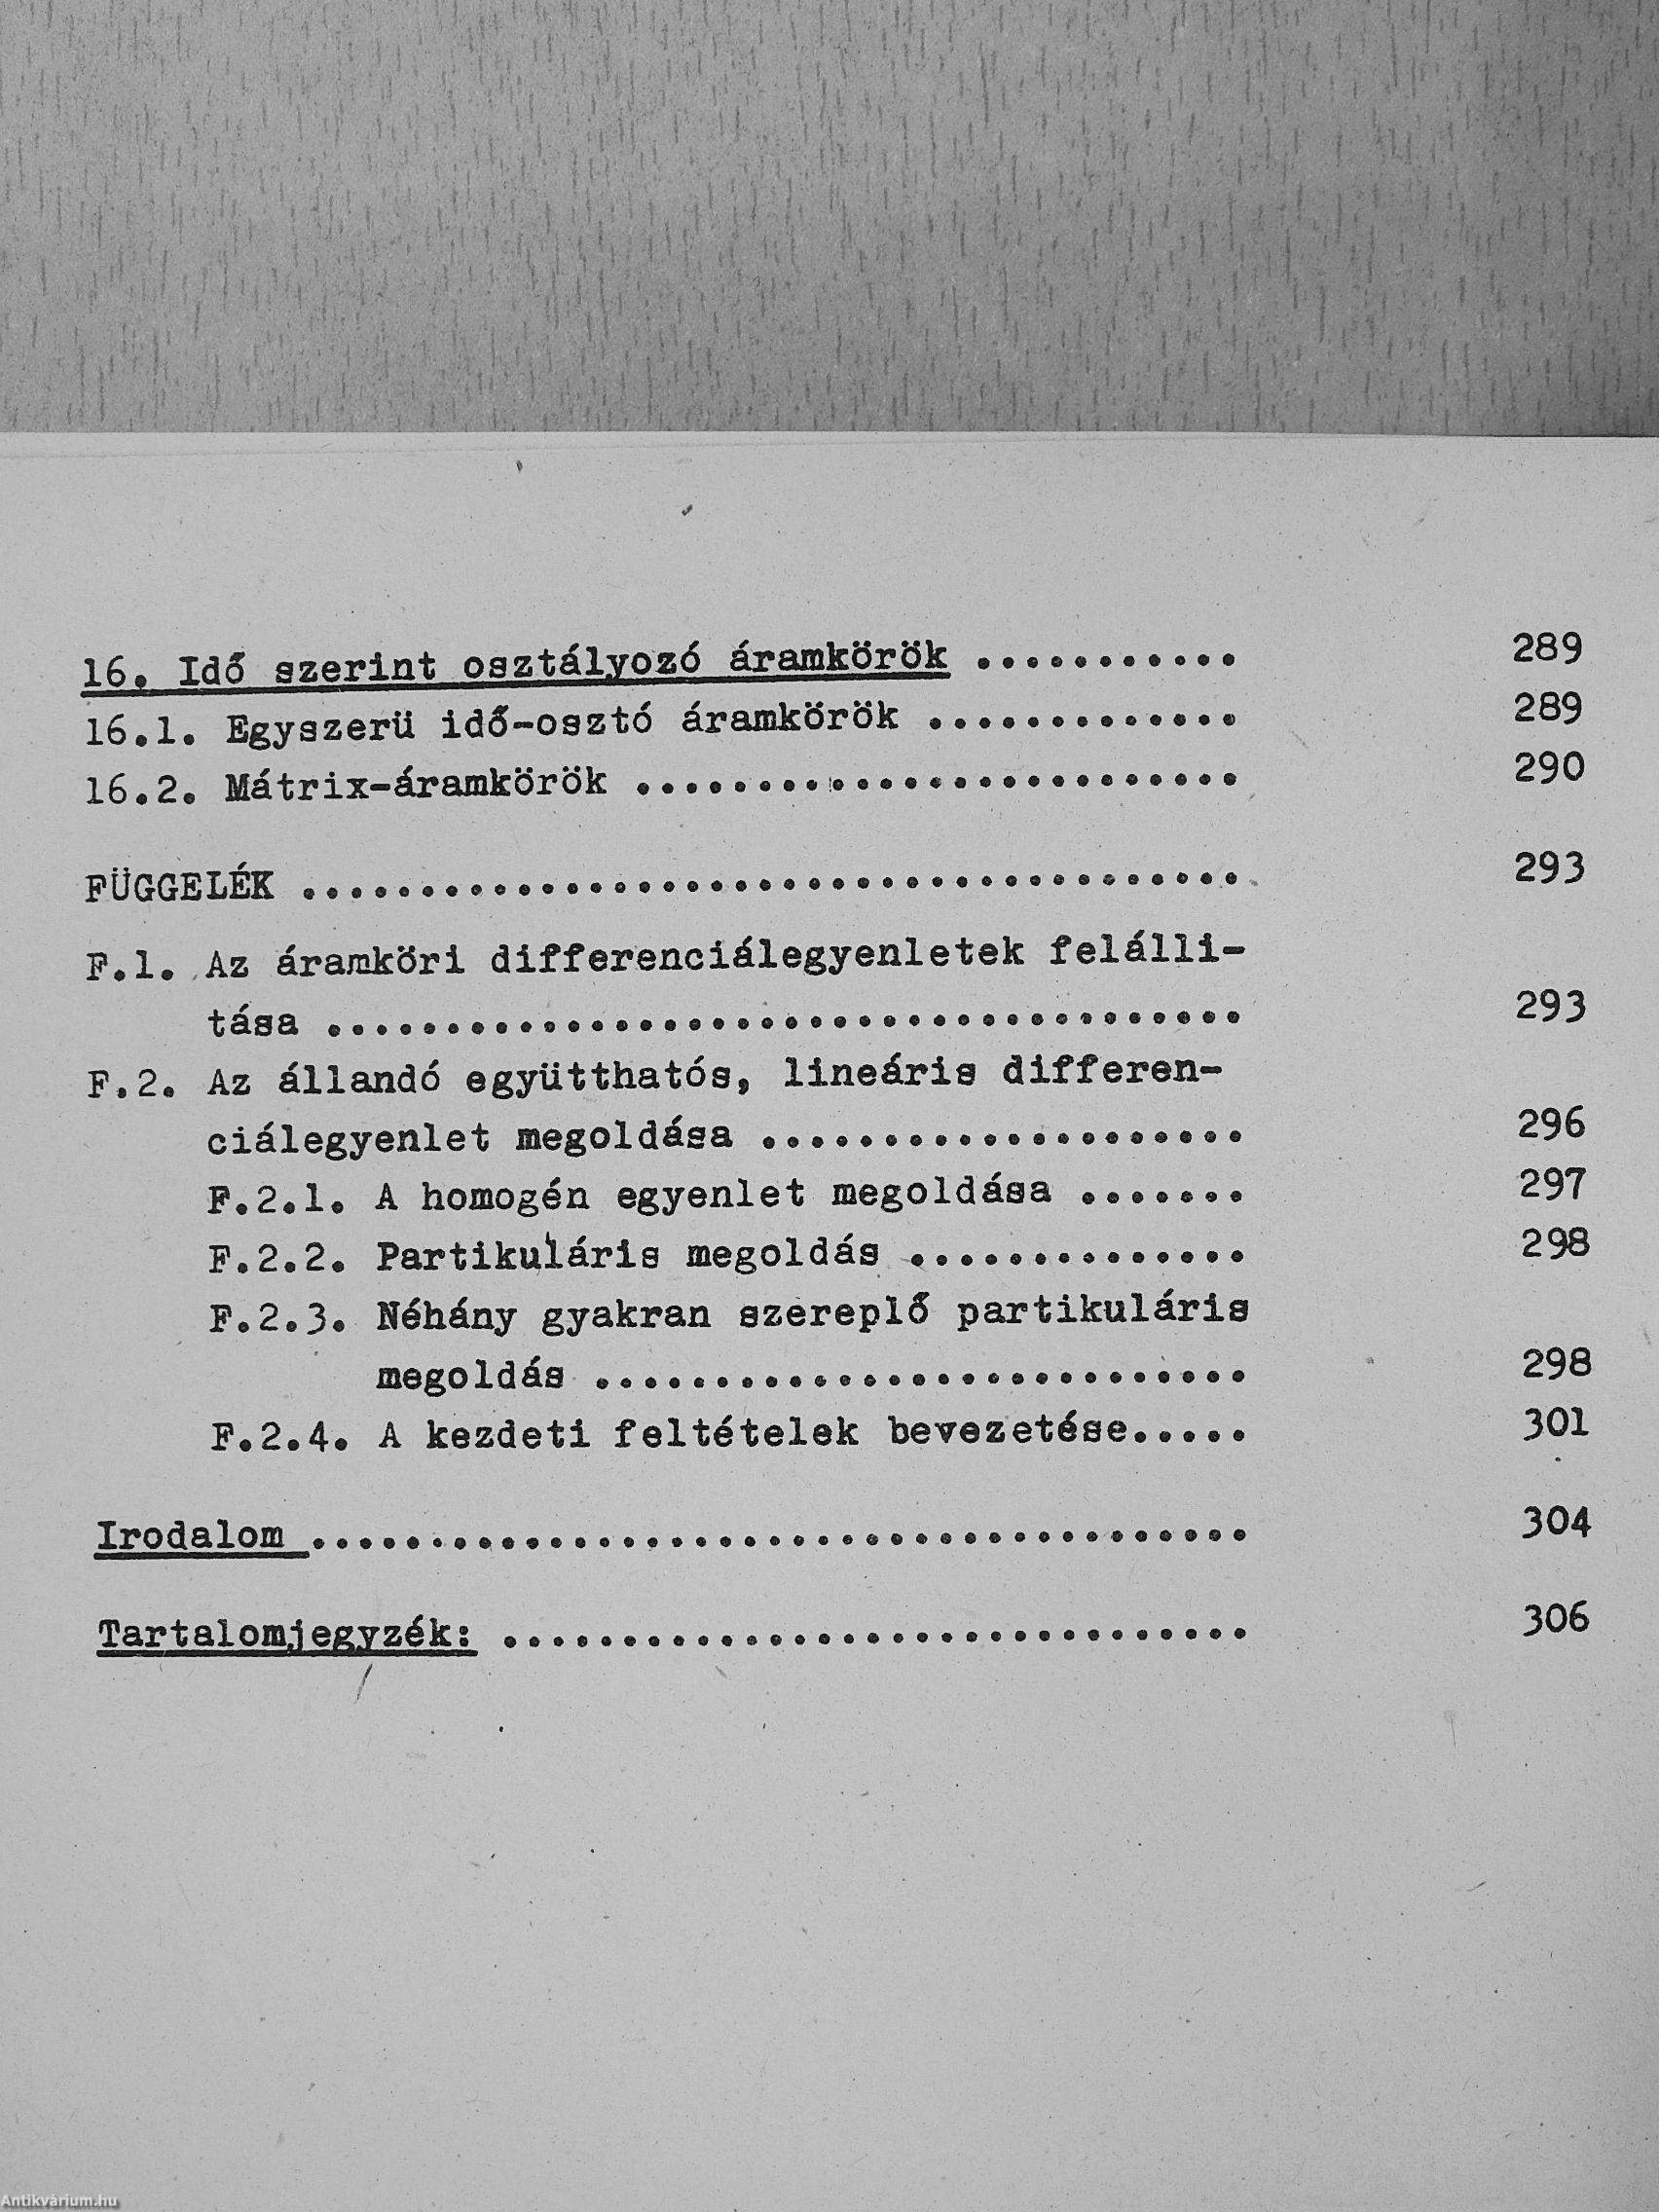 16. Idő szerint osztályozó áramkörök ........... 289
16.1. Egyszerü idő-osztó áramkörök ............. 289
16.2. Mátrix-áramkörök ......................... 290
FÜGGELÉK ....................................... 293
F.1. Az áramköri differenciálegyenletek felálli-
tása ...................................... 293
F.2. Az állandó együtthatós, lineáris differen-
ciálegyenlet megoldása .................... 296
F.2.1. A homogén egyenlet megoldása ....... 297
F.2.2. Partikuláris megoldás .............. 298
F.2.3. Néhány gyakran szereplő partikuláris
megoldás ........................... 298
F.2.4. A kezdeti feltételek bevezetése..... 301
Irodalom ....................................... 304
Tartalomjegyzék: ............................... 306
Antikvárium.hu